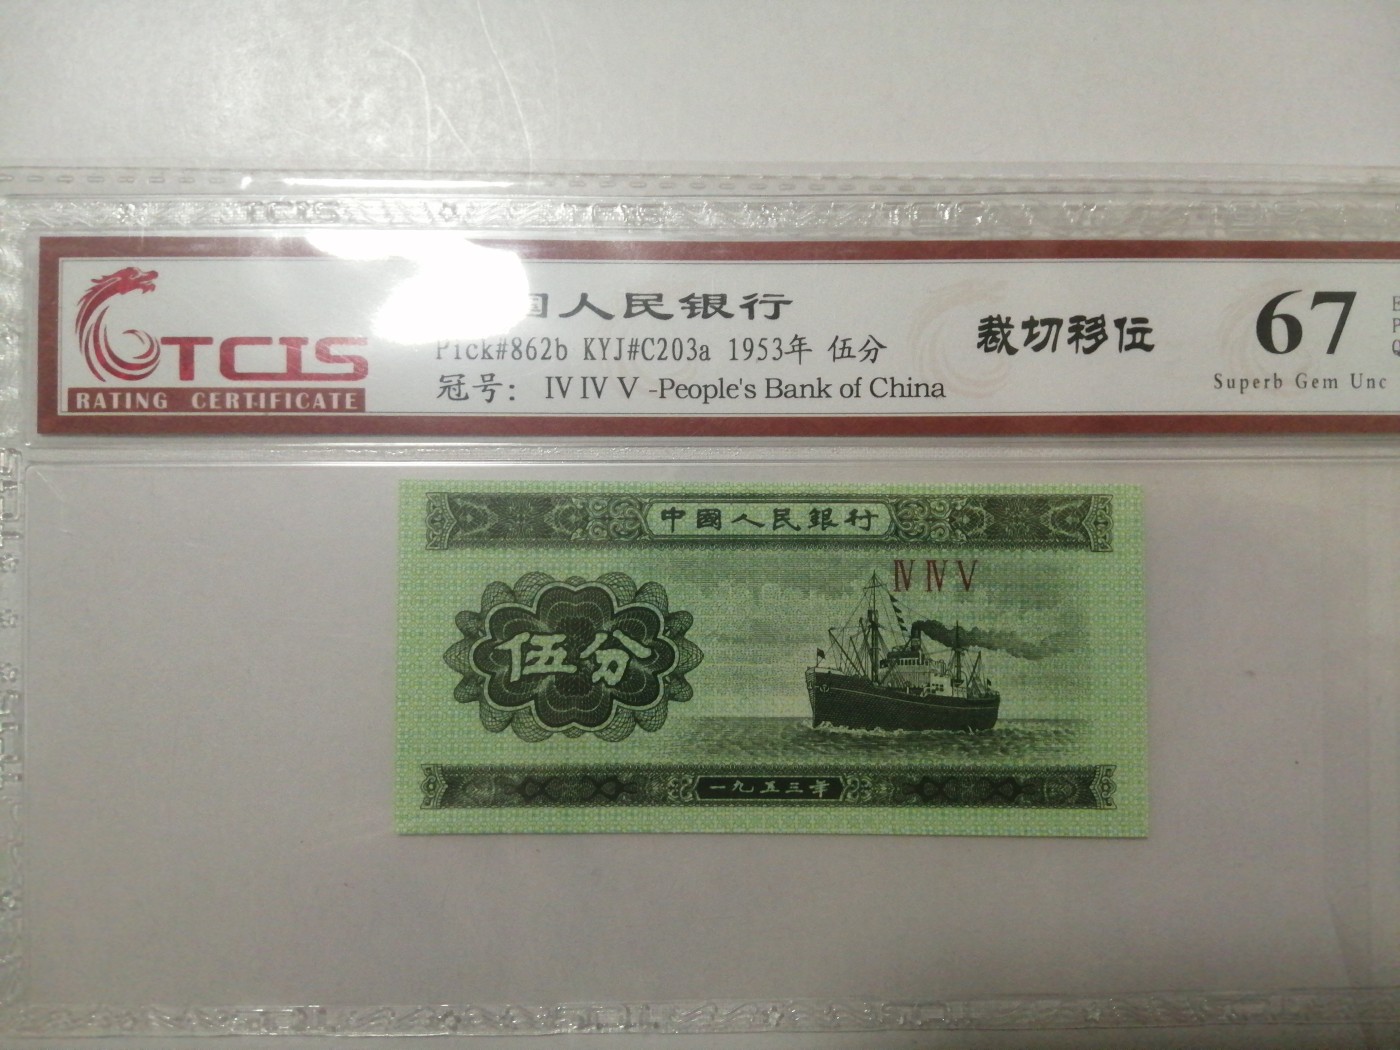 TCIS
RATING CERTIFICATE
国人民银行
Pick#862b KYJ#C203a 1953年 伍分
冠号: IV IV V -People's Bank of China
裁切移位
67
Superb Gem Unc
中國人民銀行
IV IV V
伍分
一九五三年